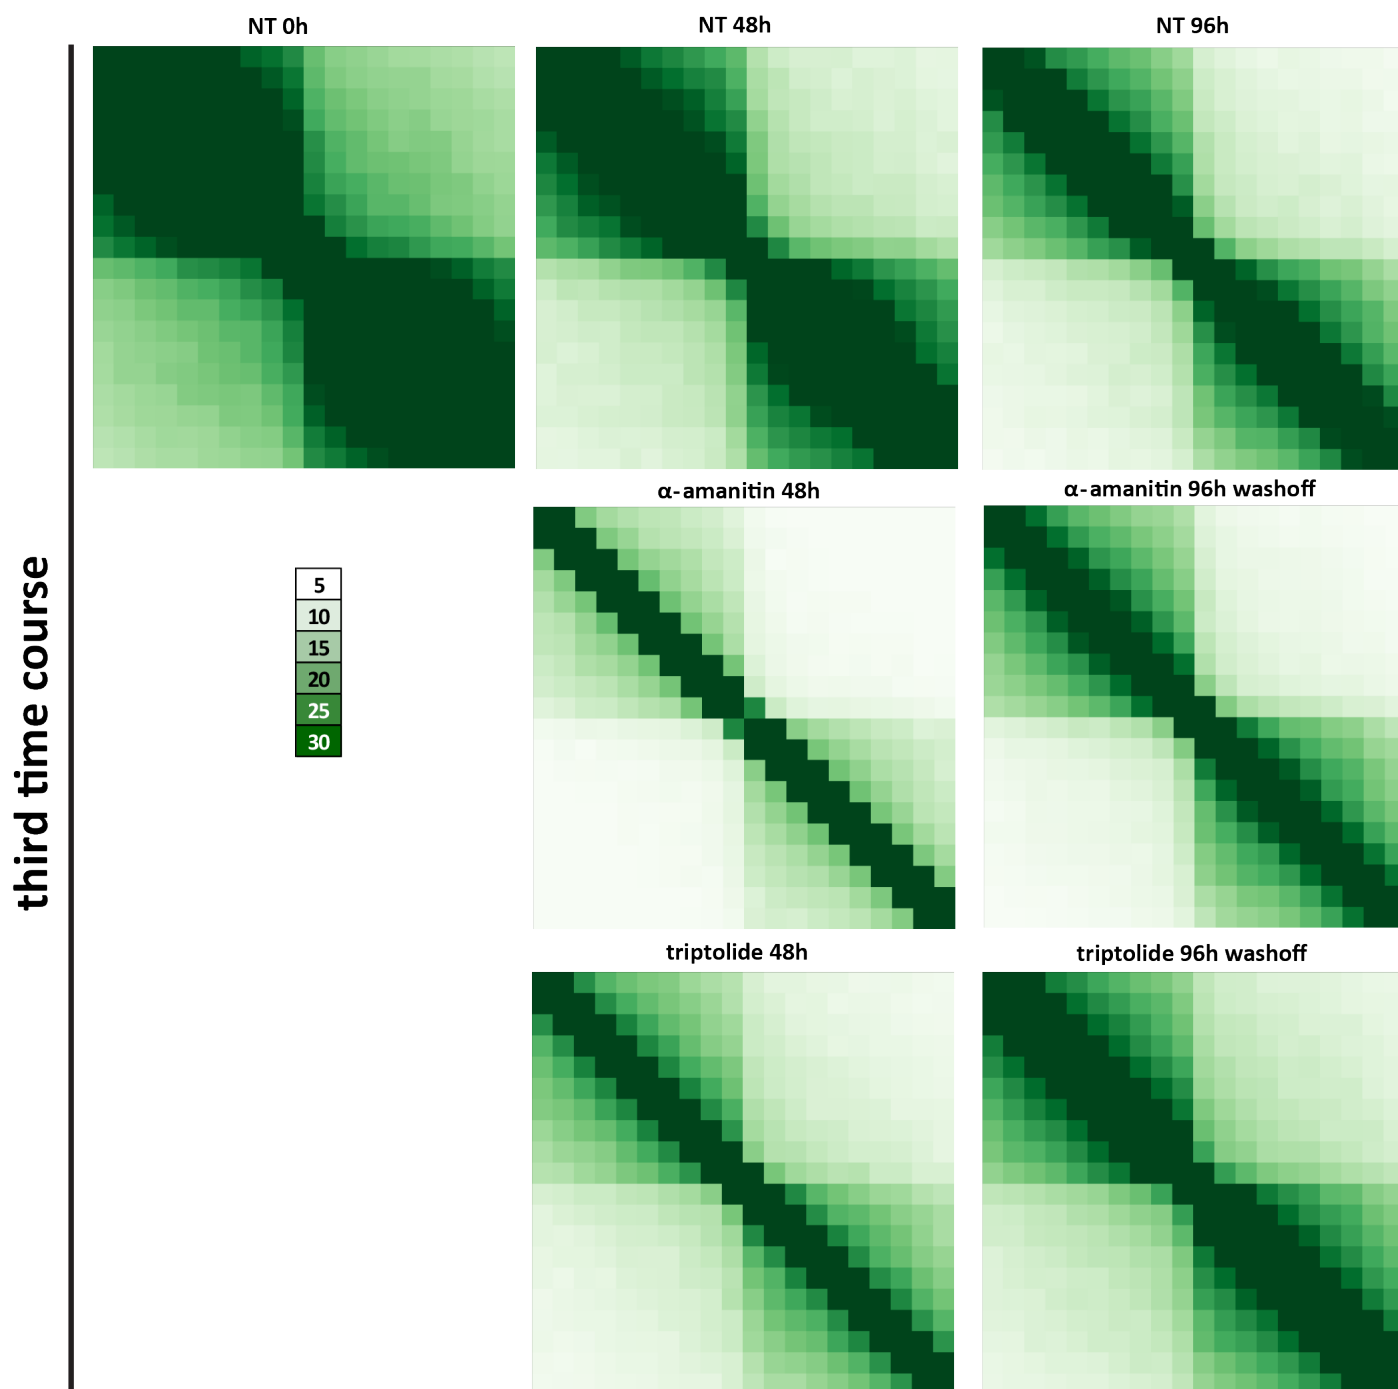 NT 0h
NT 48h
NT 96h
third time course
α-amanitin 48h
α-amanitin 96h washoff
5
10
15
20
25
30
triptolide 48h
triptolide 96h washoff